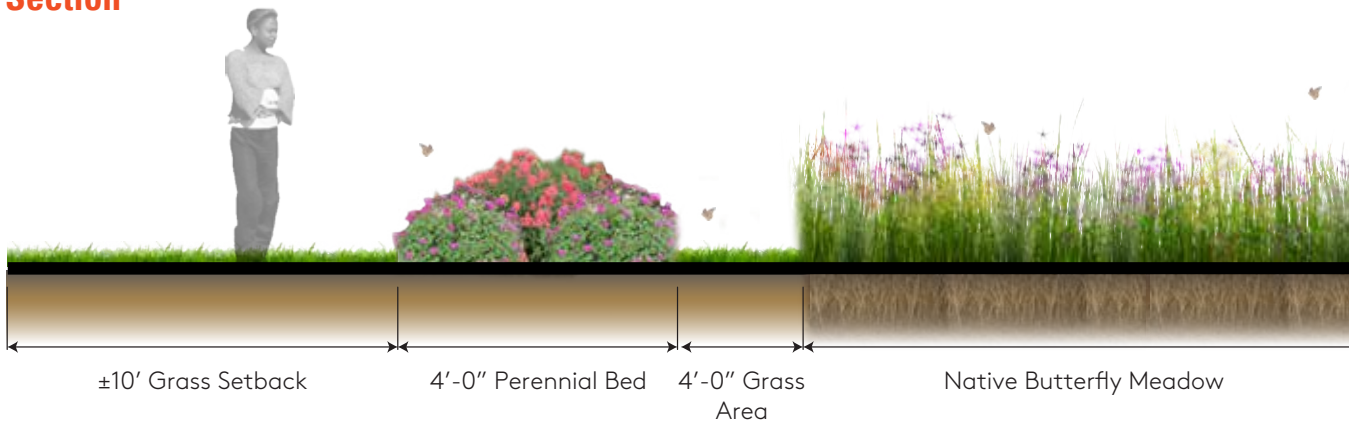 Section
±10’ Grass Setback
4’-0” Perennial Bed
4’-0” Grass
Area
Native Butterfly Meadow